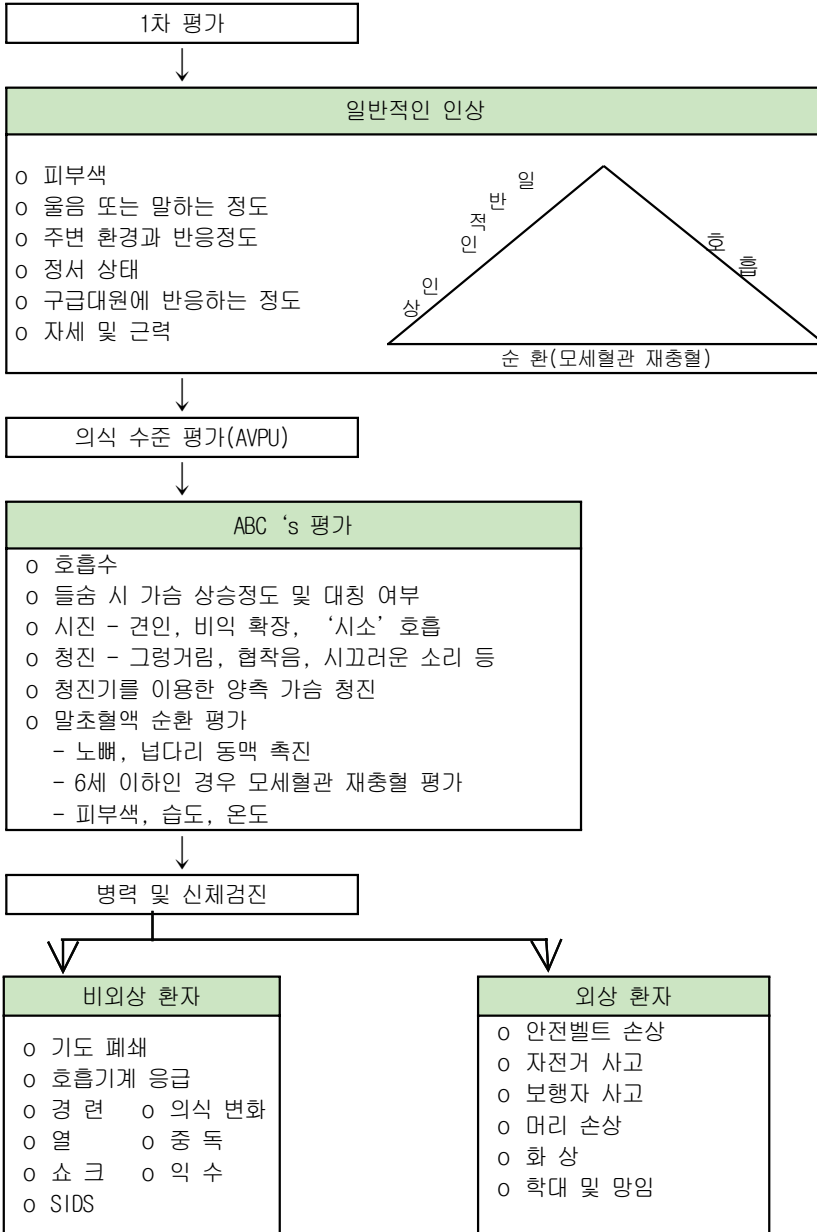 1차 평가
일반적인 인상
o 피부색
o 울음 또는 말하는 정도
o 주변 환경과 반응정도
o 정서 상태
o 구급대원에 반응하는 정도
o 자세 및 근력
일반적인 인상
호흡
순 환(모세혈관 재충혈)
의식 수준 평가(AVPU)
ABC ‘s 평가
o 호흡수
o 들숨 시 가슴 상승정도 및 대칭 여부
o 시진 - 견인, 비익 확장, ‘시소’호흡
o 청진 - 그렁거림, 협착음, 시끄러운 소리 등
o 청진기를 이용한 양측 가슴 청진
o 말초혈액 순환 평가
- 노뼈, 넙다리 동맥 촉진
- 6세 이하인 경우 모세혈관 재충혈 평가
- 피부색, 습도, 온도
병력 및 신체검진
비외상 환자
o 기도 폐쇄
o 호흡기계 응급
o 경 련 o 의식 변화
o 열 o 중 독
o 쇼 크 o 익 수
o SIDS
외상 환자
o 안전벨트 손상
o 자전거 사고
o 보행자 사고
o 머리 손상
o 화 상
o 학대 및 망임